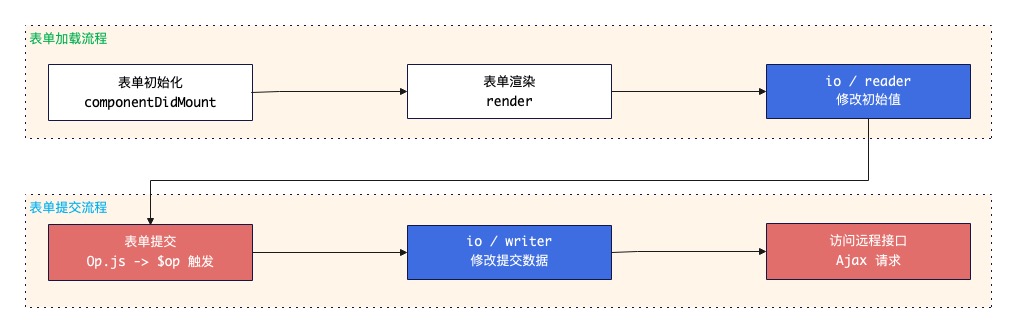 表单加载流程
表单初始化
componentDidMount
表单渲染
render
io / reader
修改初始值
表单提交流程
表单提交
Op.js -> $op 触发
io / writer
修改提交数据
访问远程接口
Ajax 请求